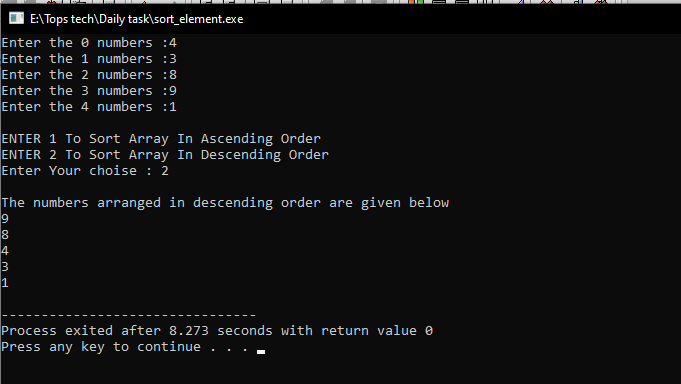 E:\Tops tech\Daily task\sort_element.exe
Enter the 0 numbers :4
Enter the 1 numbers :3
Enter the 2 numbers :8
Enter the 3 numbers :9
Enter the 4 numbers :1
ENTER 1 To Sort Array In Ascending Order
ENTER 2 To Sort Array In Descending Order
Enter Your choise : 2
The numbers arranged in descending order are given below
9
8
4
3
1
--------------------------------
Process exited after 8.273 seconds with return value 0
Press any key to continue . . .